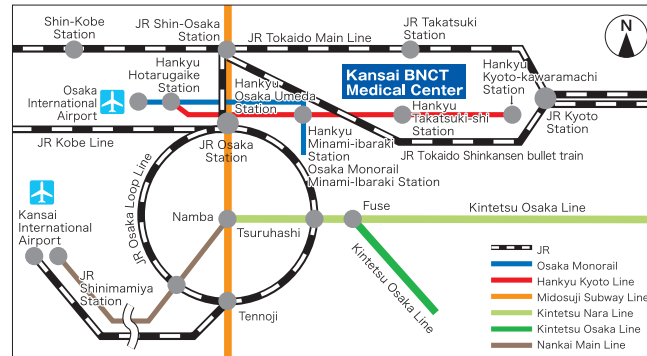 Shin-Kobe
Station
JR Shin-Osaka
Station
JR Tokaido Main Line
JR Takatsuki
Station
N
Hankyu
Hotarugaike
Station
Osaka
International
Airport
Hankyu
Osaka Umeda
Station
Kansai BNCT
Medical Center
Hankyu
Kyoto-kawaramachi
Station
Hankyu
Takatsuki-shi
Station
JR Kyoto
Station
JR Kobe Line
JR Osaka
Station
Hankyu
Minami-ibaraki
Station
Osaka Monorail
Minami-Ibaraki Station
JR Tokaido Shinkansen bullet train
JR Osaka Loop Line
Kansai
International
Airport
Namba
Tsuruhashi
Fuse
Kintetsu Osaka Line
Kintetsu Osaka Line
JR
Shinimamiya
Station
Tennoji
JR
Osaka Monorail
Hankyu Kyoto Line
Midosuji Subway Line
Kintetsu Nara Line
Kintetsu Osaka Line
Nankai Main Line